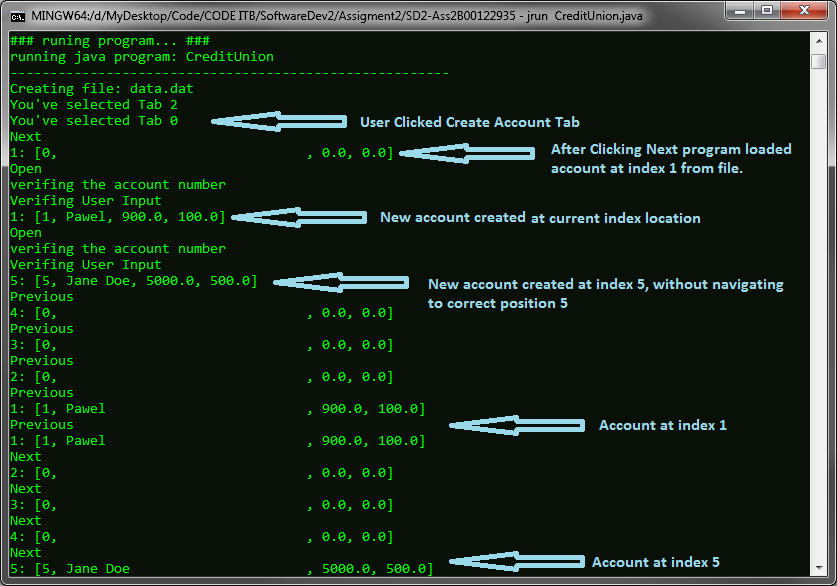 MINGW64:/d/MyDesktop/Code/CODE ITB/SoftwareDev2/Assigment2/SD2-Ass2B00122935 - jrun  CreditUnion.java
### runing program... ###
running java program: CreditUnion
-------------------------------------------------------
Creating file: data.dat
You've selected Tab 2
You've selected Tab 0
User Clicked Create Account Tab
Next
1: [0,                               , 0.0, 0.0]
After Clicking Next program loaded
account at index 1 from file.
Open
verifing the account number
Verifing User Input
1: [1, Pawel, 900.0, 100.0]
New account created at current index location
Open
verifing the account number
Verifing User Input
5: [5, Jane Doe, 5000.0, 500.0]
New account created at index 5, without navigating
to correct position 5
Previous
4: [0,                               , 0.0, 0.0]
Previous
3: [0,                               , 0.0, 0.0]
Previous
2: [0,                               , 0.0, 0.0]
Previous
1: [1, Pawel                         , 900.0, 100.0]
Account at index 1
Previous
1: [1, Pawel                         , 900.0, 100.0]
Next
2: [0,                               , 0.0, 0.0]
Next
3: [0,                               , 0.0, 0.0]
Next
4: [0,                               , 0.0, 0.0]
Next
5: [5, Jane Doe                      , 5000.0, 500.0]
Account at index 5